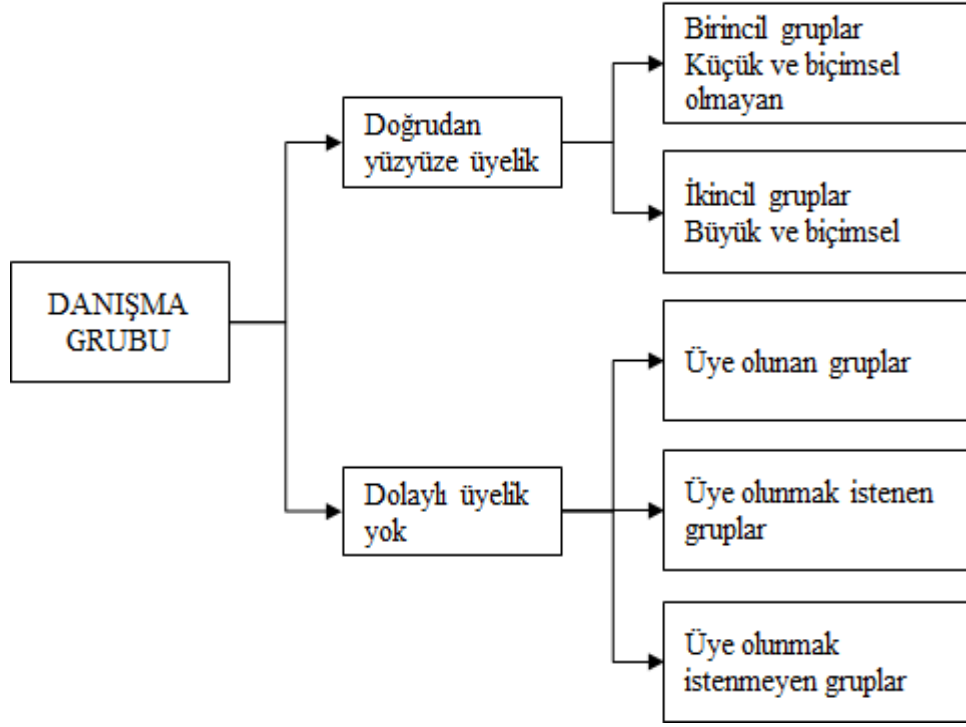 DANIŞMA
GRUBU
Doğrudan
yüzyüze üyelik
Birincil gruplar
Küçük ve biçimsel
olmayan
İkincil gruplar
Büyük ve biçimsel
Dolaylı üyelik
yok
Üye olunan gruplar
Üye olunmak istenen
gruplar
Üye olunmak
istenmeyen gruplar